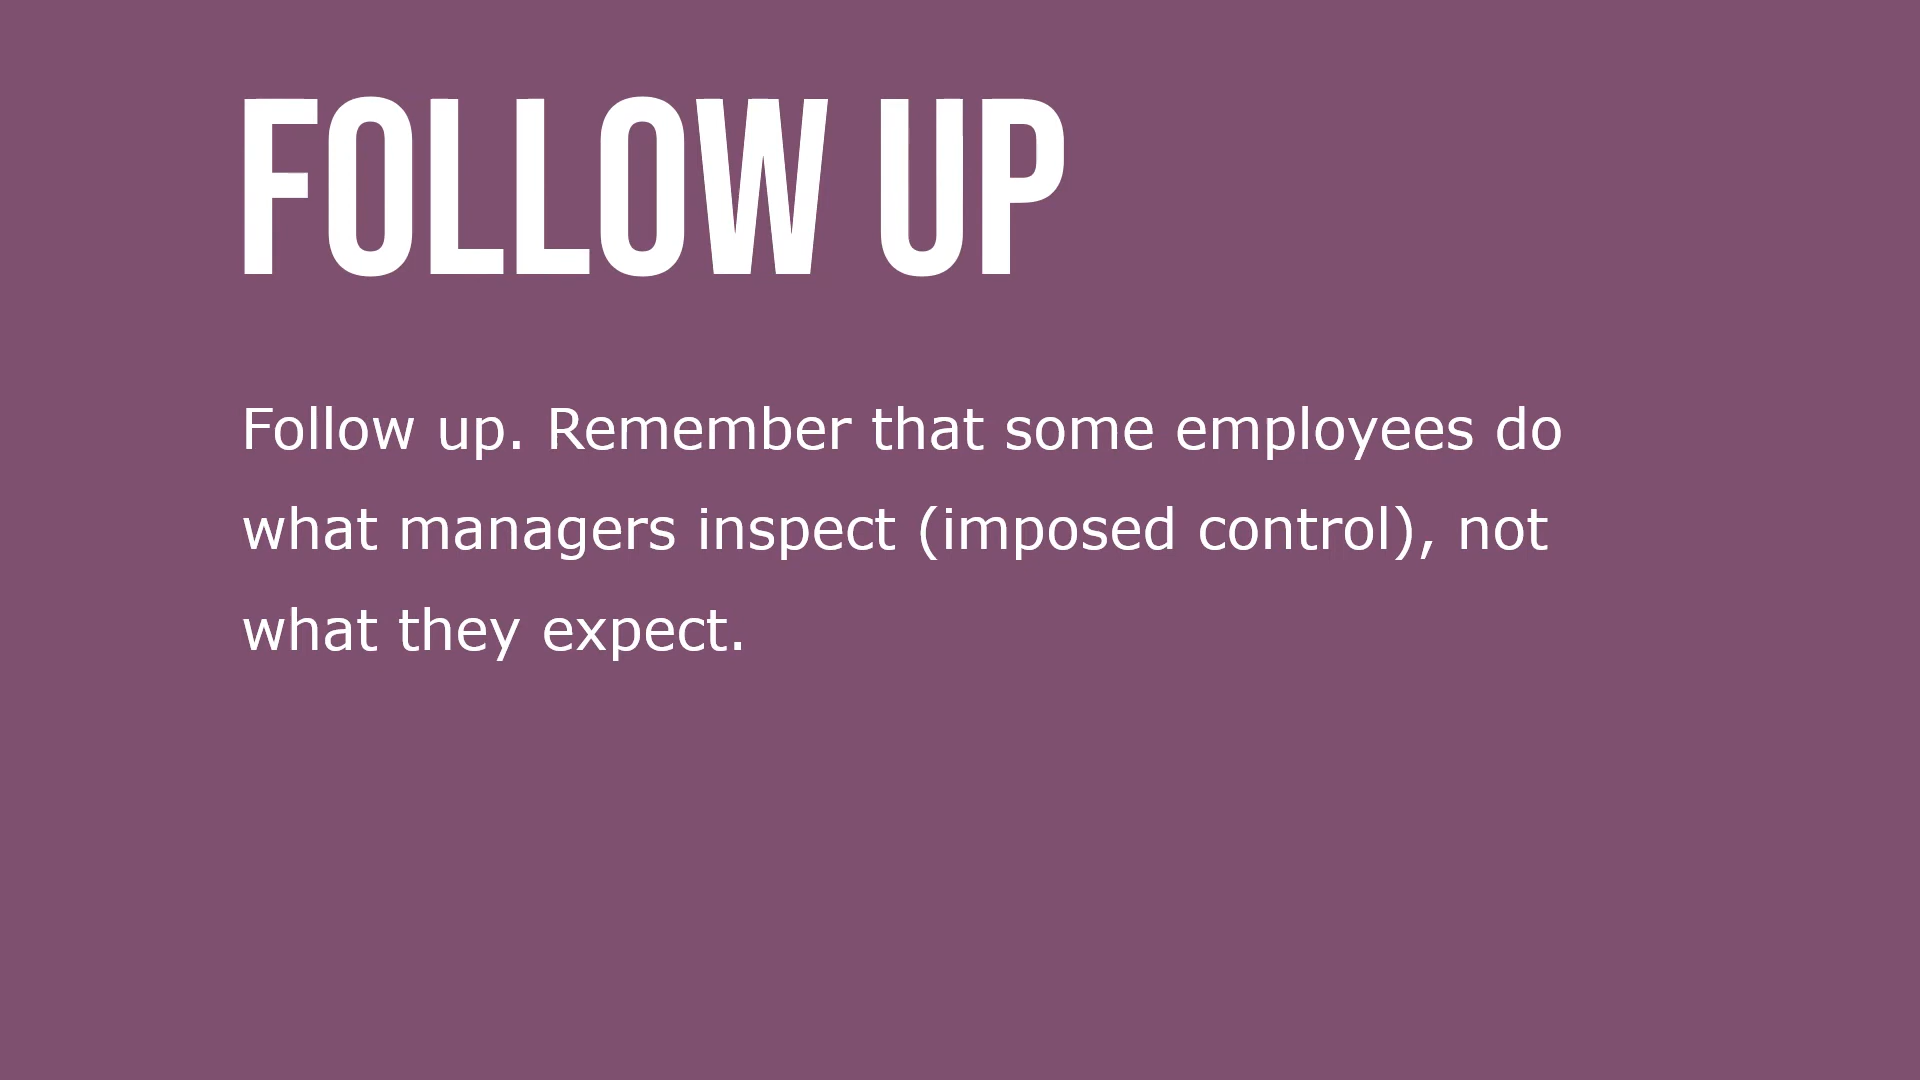 FOLLOW UP
Follow up. Remember that some employees do
what managers inspect (imposed control), not
what they expect.